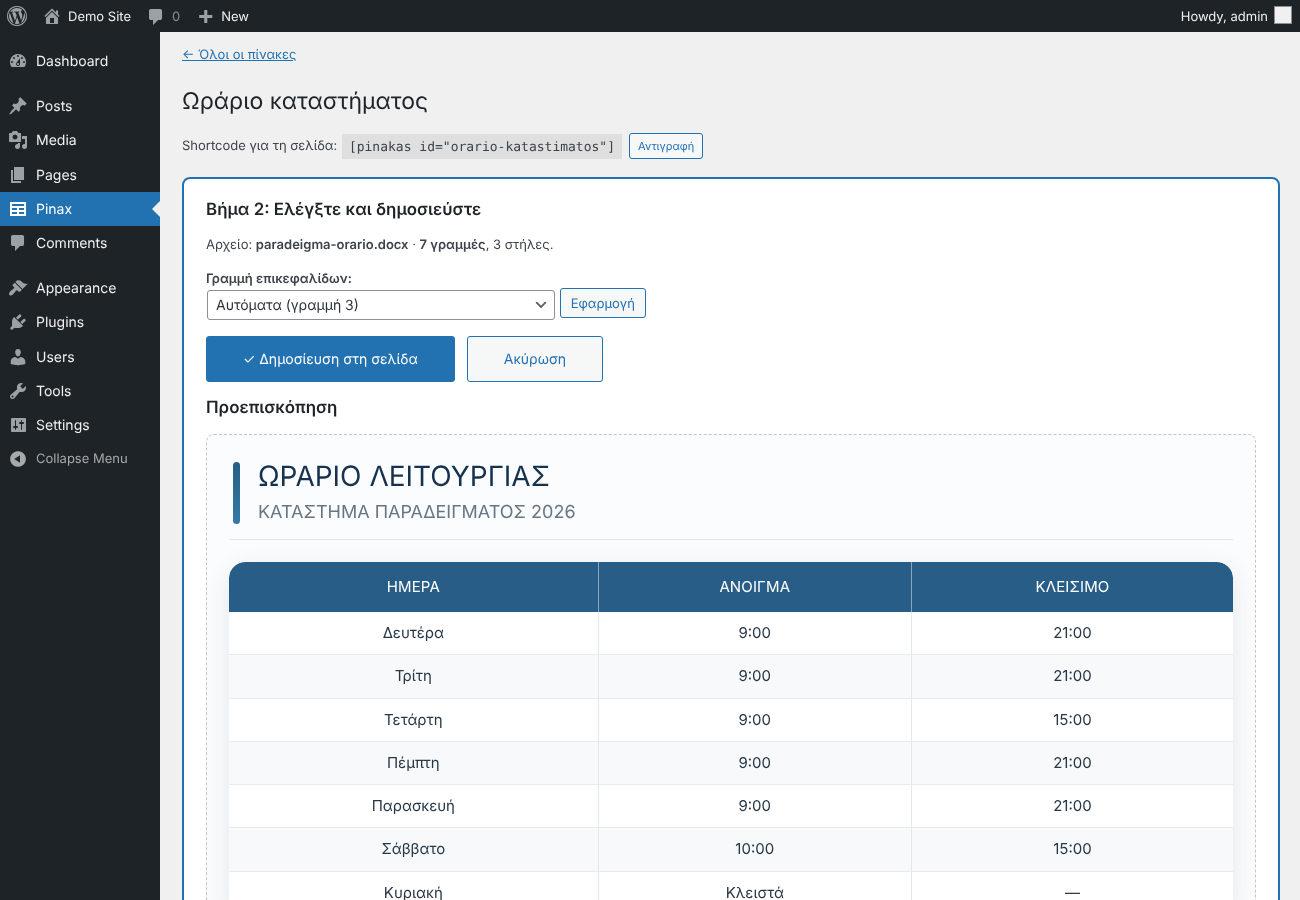 Demo Site 0 New Howdy, admin
Dashboard
Posts
Media
Pages
Pinax
Comments
Appearance
Plugins
Users
Tools
Settings
Collapse Menu
← Όλοι οι πίνακες
Ωράριο καταστήματος
Shortcode για τη σελίδα: [pinakas id="orario-katastimatos"] Αντιγραφή
Βήμα 2: Ελέγξτε και δημοσιεύστε
Αρχείο: paradeigma-orario.docx · 7 γραμμές, 3 στήλες.
Γραμμή επικεφαλίδων:
Αυτόματα (γραμμή 3) Εφαρμογή
✓ Δημοσίευση στη σελίδα Ακύρωση
Προεπισκόπηση
ΩΡΑΡΙΟ ΛΕΙΤΟΥΡΓΙΑΣ
ΚΑΤΑΣΤΗΜΑ ΠΑΡΑΔΕΙΓΜΑΤΟΣ 2026
ΗΜΕΡΑ ΑΝΟΙΓΜΑ ΚΛΕΙΣΙΜΟ
Δευτέρα 9:00 21:00
Τρίτη 9:00 21:00
Τετάρτη 9:00 15:00
Πέμπτη 9:00 21:00
Παρασκευή 9:00 21:00
Σάββατο 10:00 15:00
Κυριακή Κλειστά —